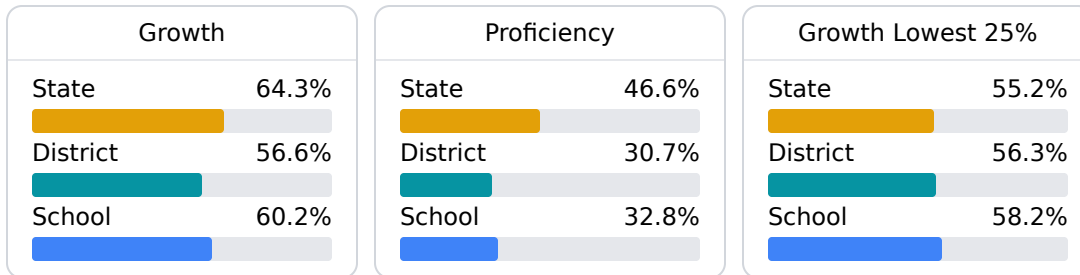 Growth
State 64.3%
District 56.6%
School 60.2%
Proficiency
State 46.6%
District 30.7%
School 32.8%
Growth Lowest 25%
State 55.2%
District 56.3%
School 58.2%